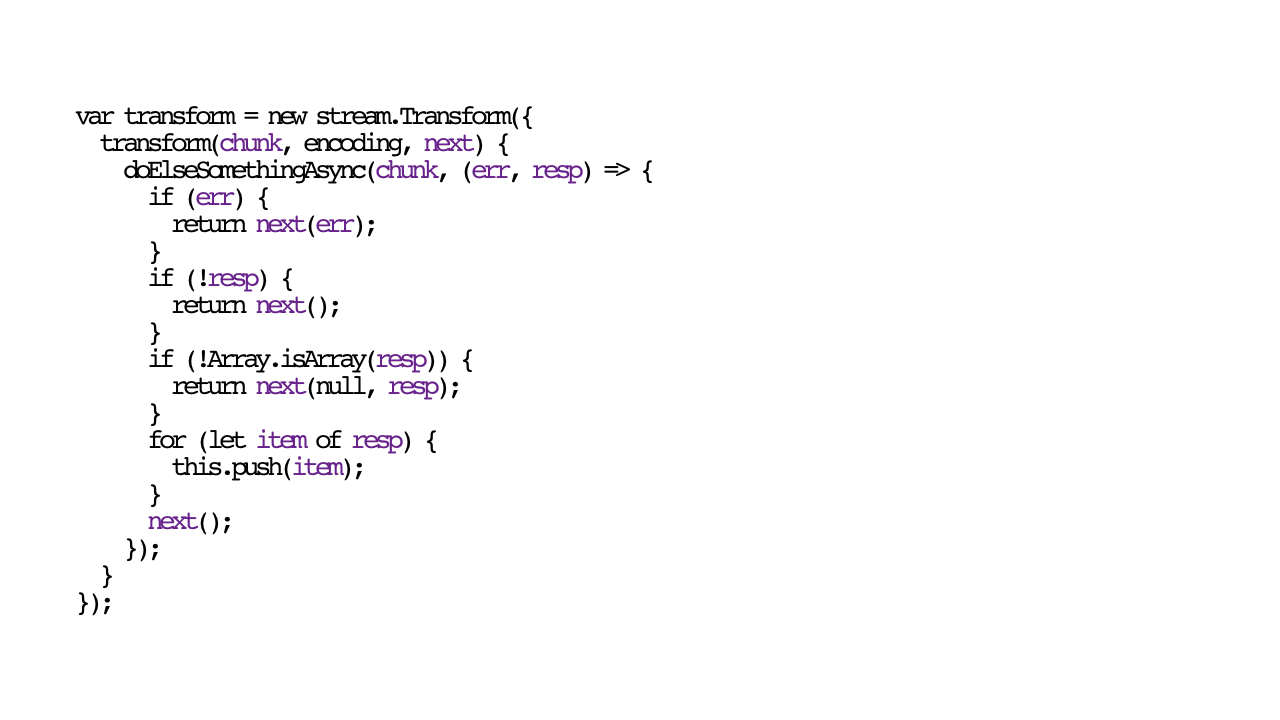 var transform = new stream.Transform({
  transform(chunk, encoding, next) {
    doElseSomethingAsync(chunk, (err, resp) => {
      if (err) {
        return next(err);
      }
      if (!resp) {
        return next();
      }
      if (!Array.isArray(resp)) {
        return next(null, resp);
      }
      for (let item of resp) {
        this.push(item);
      }
      next();
    });
  }
});